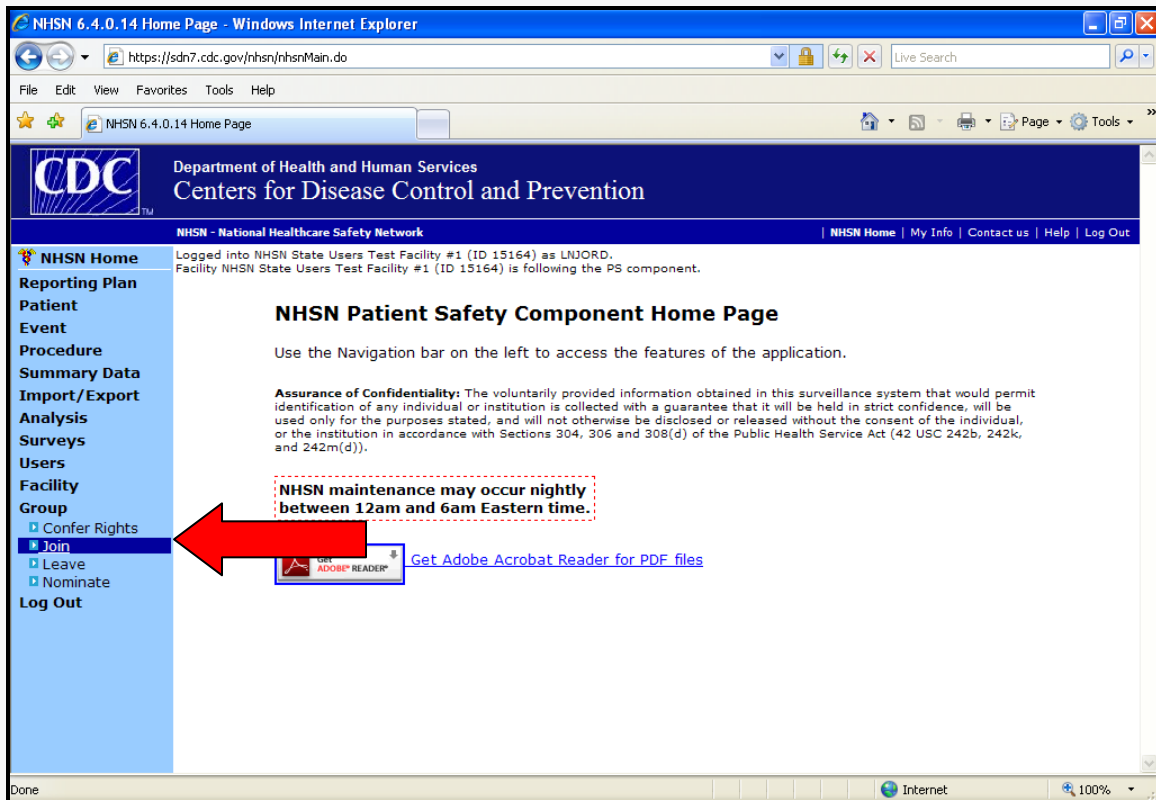 NHSN 6.4.0.14 Home Page - Windows Internet Explorer
https://sdn7.cdc.gov/nhsn/nhsnMain.do
Live Search
File Edit View Favorites Tools Help
NHSN 6.4.0.14 Home Page
Page Tools »
CDC TM
Department of Health and Human Services
Centers for Disease Control and Prevention
NHSN - National Healthcare Safety Network | NHSN Home | My Info | Contact us | Help | Log Out
NHSN Home
Reporting Plan
Patient
Event
Procedure
Summary Data
Import/Export
Analysis
Surveys
Users
Facility
Group
Confer Rights
Join
Leave
Nominate
Log Out
Logged into NHSN State Users Test Facility #1 (ID 15164) as LNJORD.
Facility NHSN State Users Test Facility #1 (ID 15164) is following the PS component.
NHSN Patient Safety Component Home Page
Use the Navigation bar on the left to access the features of the application.
Assurance of Confidentiality: The voluntarily provided information obtained in this surveillance system that would permit
identification of any individual or institution is collected with a guarantee that it will be held in strict confidence, will be
used only for the purposes stated, and will not otherwise be disclosed or released without the consent of the individual,
or the institution in accordance with Sections 304, 306 and 308(d) of the Public Health Service Act (42 USC 242b, 242k,
and 242m(d)).
NHSN maintenance may occur nightly
between 12am and 6am Eastern time.
Get
ADOBE® READER®
Get Adobe Acrobat Reader for PDF files
Done Internet 100%